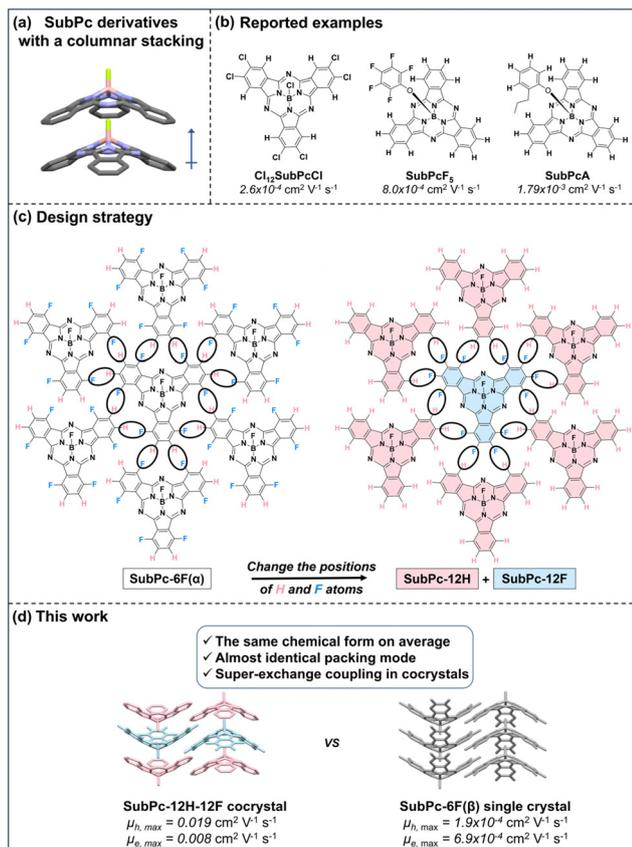 (a) SubPc derivatives
with a columnar stacking
(b) Reported examples
Cl₁₂SubPcCl
2.6x10⁻⁴ cm² V⁻¹ s⁻¹
SubPcF₅
8.0x10⁻⁴ cm² V⁻¹ s⁻¹
SubPcA
1.79x10⁻³ cm² V⁻¹ s⁻¹
(c) Design strategy
SubPc-6F(α)
Change the positions
of H and F atoms
SubPc-12H + SubPc-12F
(d) This work
✓ The same chemical form on average
✓ Almost identical packing mode
✓ Super-exchange coupling in cocrystals
VS
SubPc-12H-12F cocrystal
μh, max = 0.019 cm² V⁻¹ s⁻¹
μe, max = 0.008 cm² V⁻¹ s⁻¹
SubPc-6F(β) single crystal
μh, max = 1.9x10⁻⁴ cm² V⁻¹ s⁻¹
μe, max = 6.9x10⁻⁴ cm² V⁻¹ s⁻¹